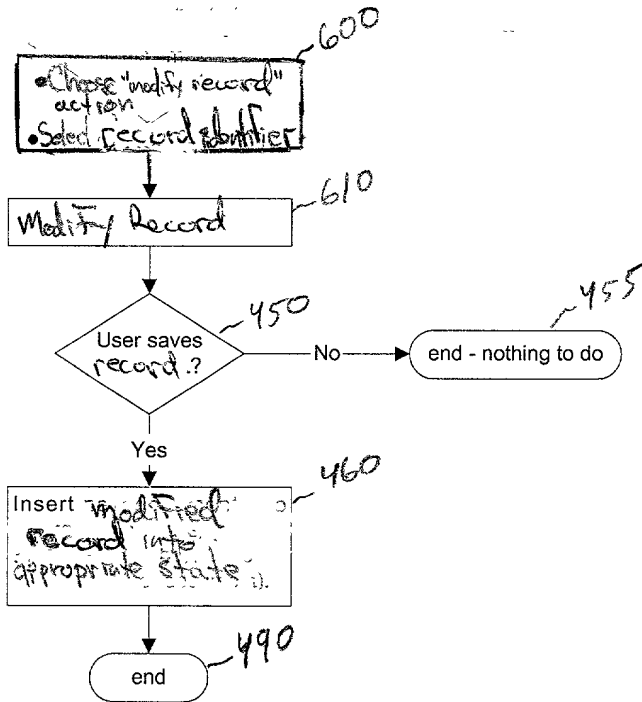 600
• Choose "modify record"
action
• Select record identifier
610
Modify Record
450
User saves
record ?
No
455
end - nothing to do
Yes
460
Insert modified
record into
appropriate state
490
end